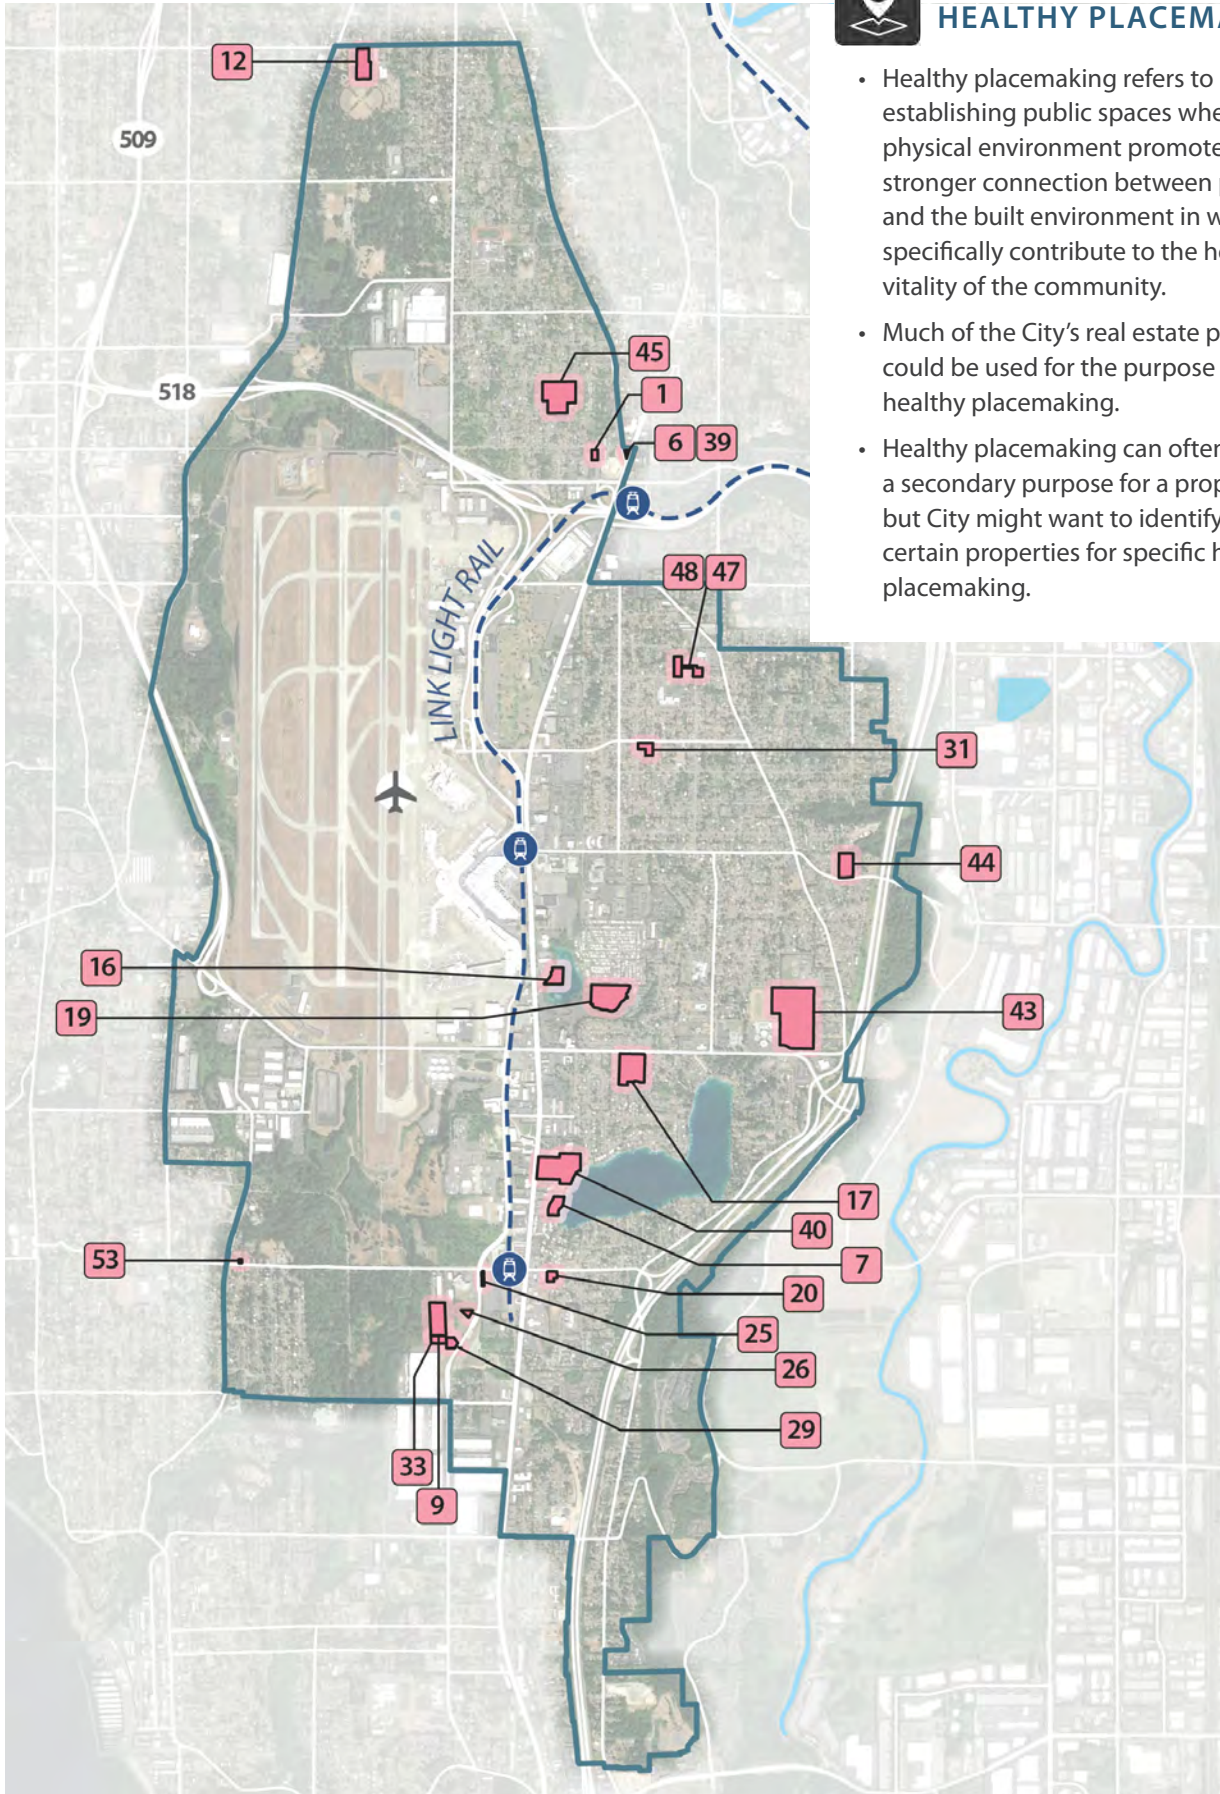 HEALTHY PLACEMA
• Healthy placemaking refers to
establishing public spaces whe
physical environment promote
stronger connection between
and the built environment in w
specifically contribute to the he
vitality of the community.
• Much of the City's real estate p
could be used for the purpose
healthy placemaking.
• Healthy placemaking can often
a secondary purpose for a prop
but City might want to identify
certain properties for specific h
placemaking.
12
509
518
45
1
6 39
LINK LIGHT RAIL
48 47
31
44
16
19
43
17
40
7
53
20
25
26
29
33
9